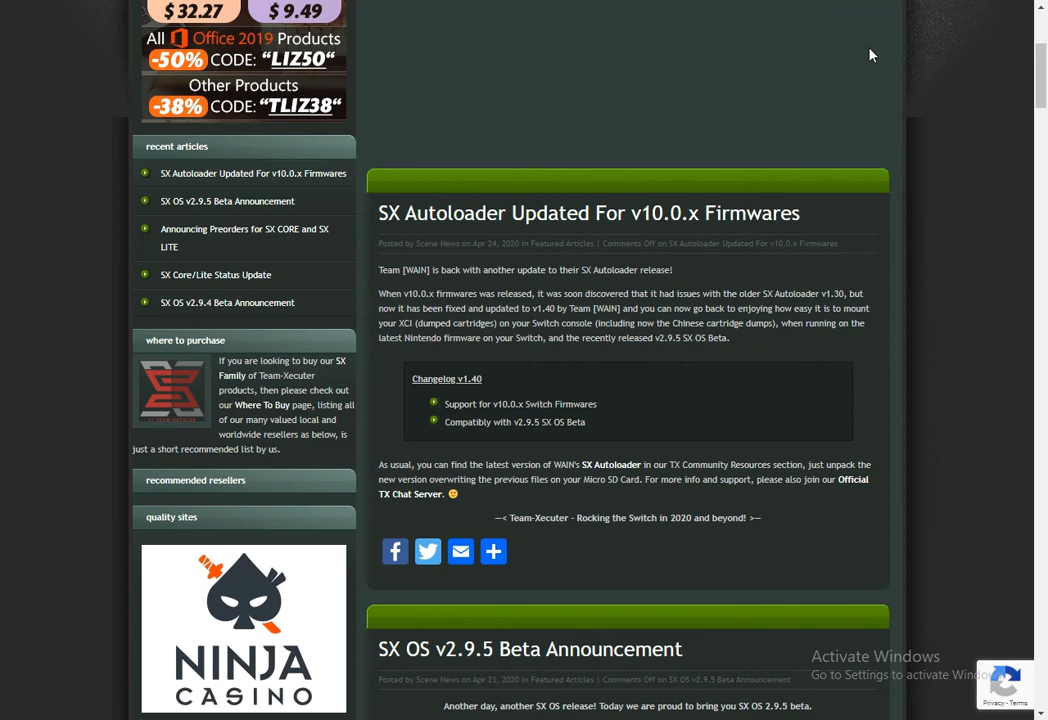 $ 32.27
$ 9.49
All Office 2019 Products
-50% CODE: “LIZ50“
Other Products
-38% CODE: “TLIZ38“
recent articles
SX Autoloader Updated For v10.0.x Firmwares
SX OS v2.9.5 Beta Announcement
Announcing Preorders for SX CORE and SX
LITE
SX Core/Lite Status Update
SX OS v2.9.4 Beta Announcement
where to purchase
If you are looking to buy our SX
Family of Team-Xecuter
products, then please check out
our Where To Buy page, listing all
of our many valued local and
worldwide resellers as below, is
just a short recommended list by us.
recommended resellers
quality sites
NINJA
CASINO
SX Autoloader Updated For v10.0.x Firmwares
Posted by Scene News on Apr 24, 2020 in Featured Articles | Comments Off on SX Autoloader Updated For v10.0.x Firmwares
Team [WAIN] is back with another update to their SX Autoloader release!
When v10.0.x firmwares was released, it was soon discovered that it had issues with the older SX Autoloader v1.30, but
now it has been fixed and updated to v1.40 by Team [WAIN] and you can now go back to enjoying how easy it is to mount
your XCI (dumped cartridges) on your Switch console (including now the Chinese cartridge dumps), when running on the
latest Nintendo firmware on your Switch, and the recently released v2.9.5 SX OS Beta.
Changelog v1.40
Support for v10.0.x Switch Firmwares
Compatibly with v2.9.5 SX OS Beta
As usual, you can find the latest version of WAIN's SX Autoloader in our TX Community Resources section, just unpack the
new version overwriting the previous files on your Micro SD Card. For more info and support, please also join our Official
TX Chat Server. 🙂
—< Team-Xecuter - Rocking the Switch in 2020 and beyond! >—
SX OS v2.9.5 Beta Announcement
Posted by Scene News on Apr 23, 2020 in Featured Articles | Comments Off on SX OS v2.9.5 Beta Announcement
Another day, another SX OS release! Today we are proud to bring you SX OS 2.9.5 beta.
Activate Windows
Go to Settings to activate Windo
Privacy - Terms